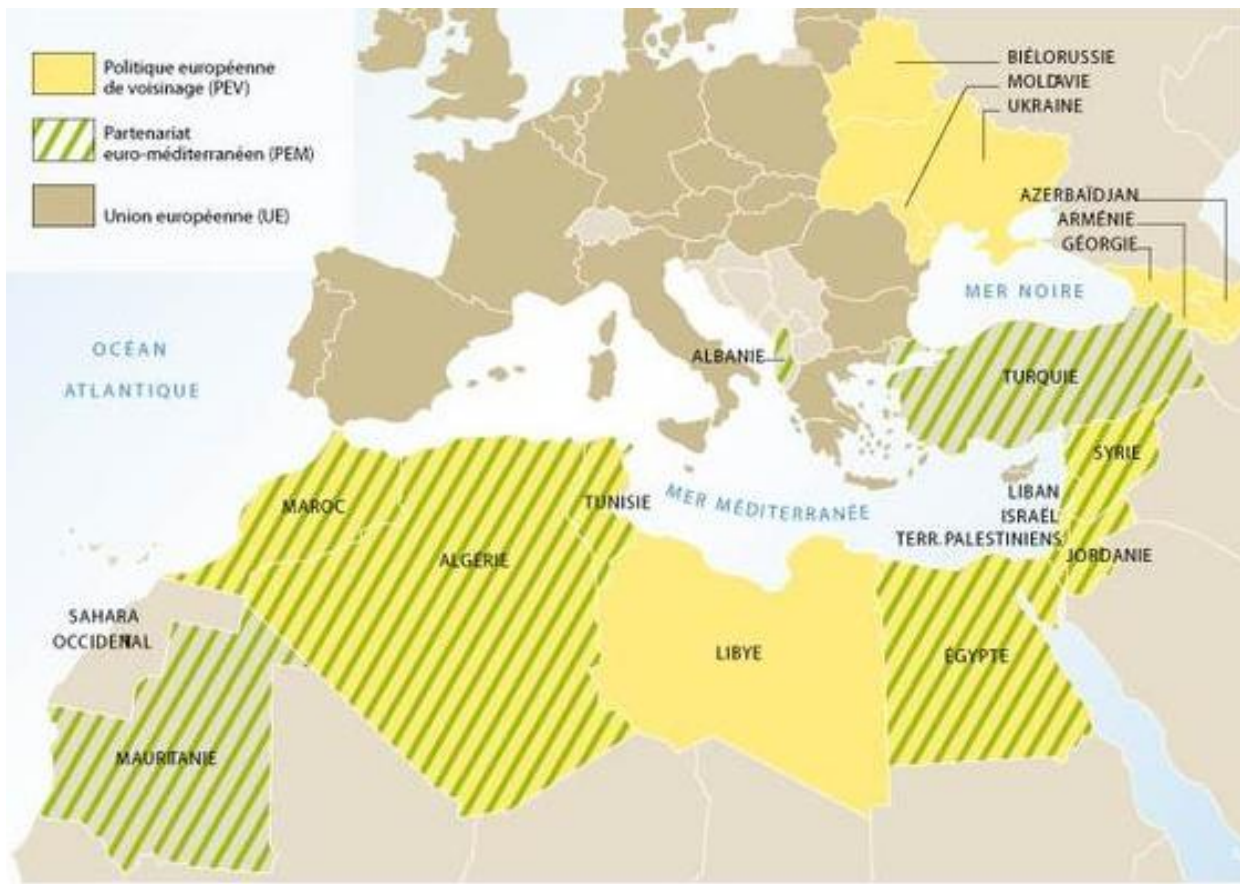 Politique européenne
de voisinage (PEV)
Partenariat
euro-méditerranéen (PEM)
Union européenne (UE)
BIÉLORUSSIE
MOLDAVIE
UKRAINE
AZERBAÏDJAN
ARMÉNIE
GÉORGIE
MER NOIRE
OCÉAN
ATLANTIQUE
ALBANIE
TURQUIE
SYRIE
MAROC
TUNISIE
MER MÉDITERRANÉE
LIBAN
ISRAËL
TERR. PALESTINIENS
JORDANIE
ALGÉRIE
SAHARA
OCCIDENTAL
LIBYE
ÉGYPTE
MAURITANIE